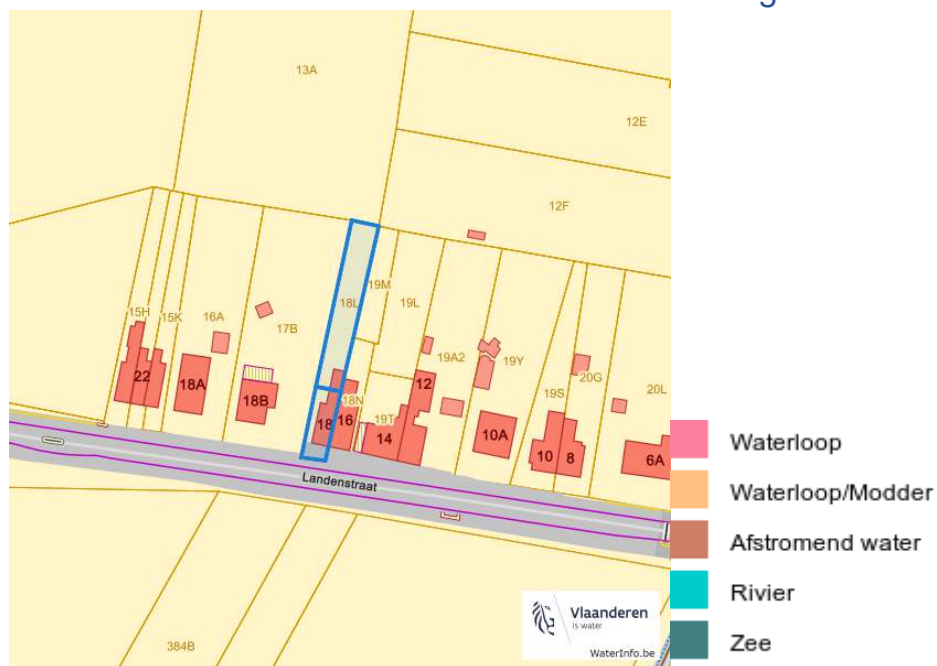 g
13A
12E
12F
19M
18L
19L
15H
15K
16A
17B
19A2
19Y
20G
19S
20L
22
18A
18B
18N
12
18
16
19T
14
10A
10
8
6A
Landenstraat
384B
Vlaanderen
is water
WaterInfo.be
Waterloop
Waterloop/Modder
Afstromend water
Rivier
Zee